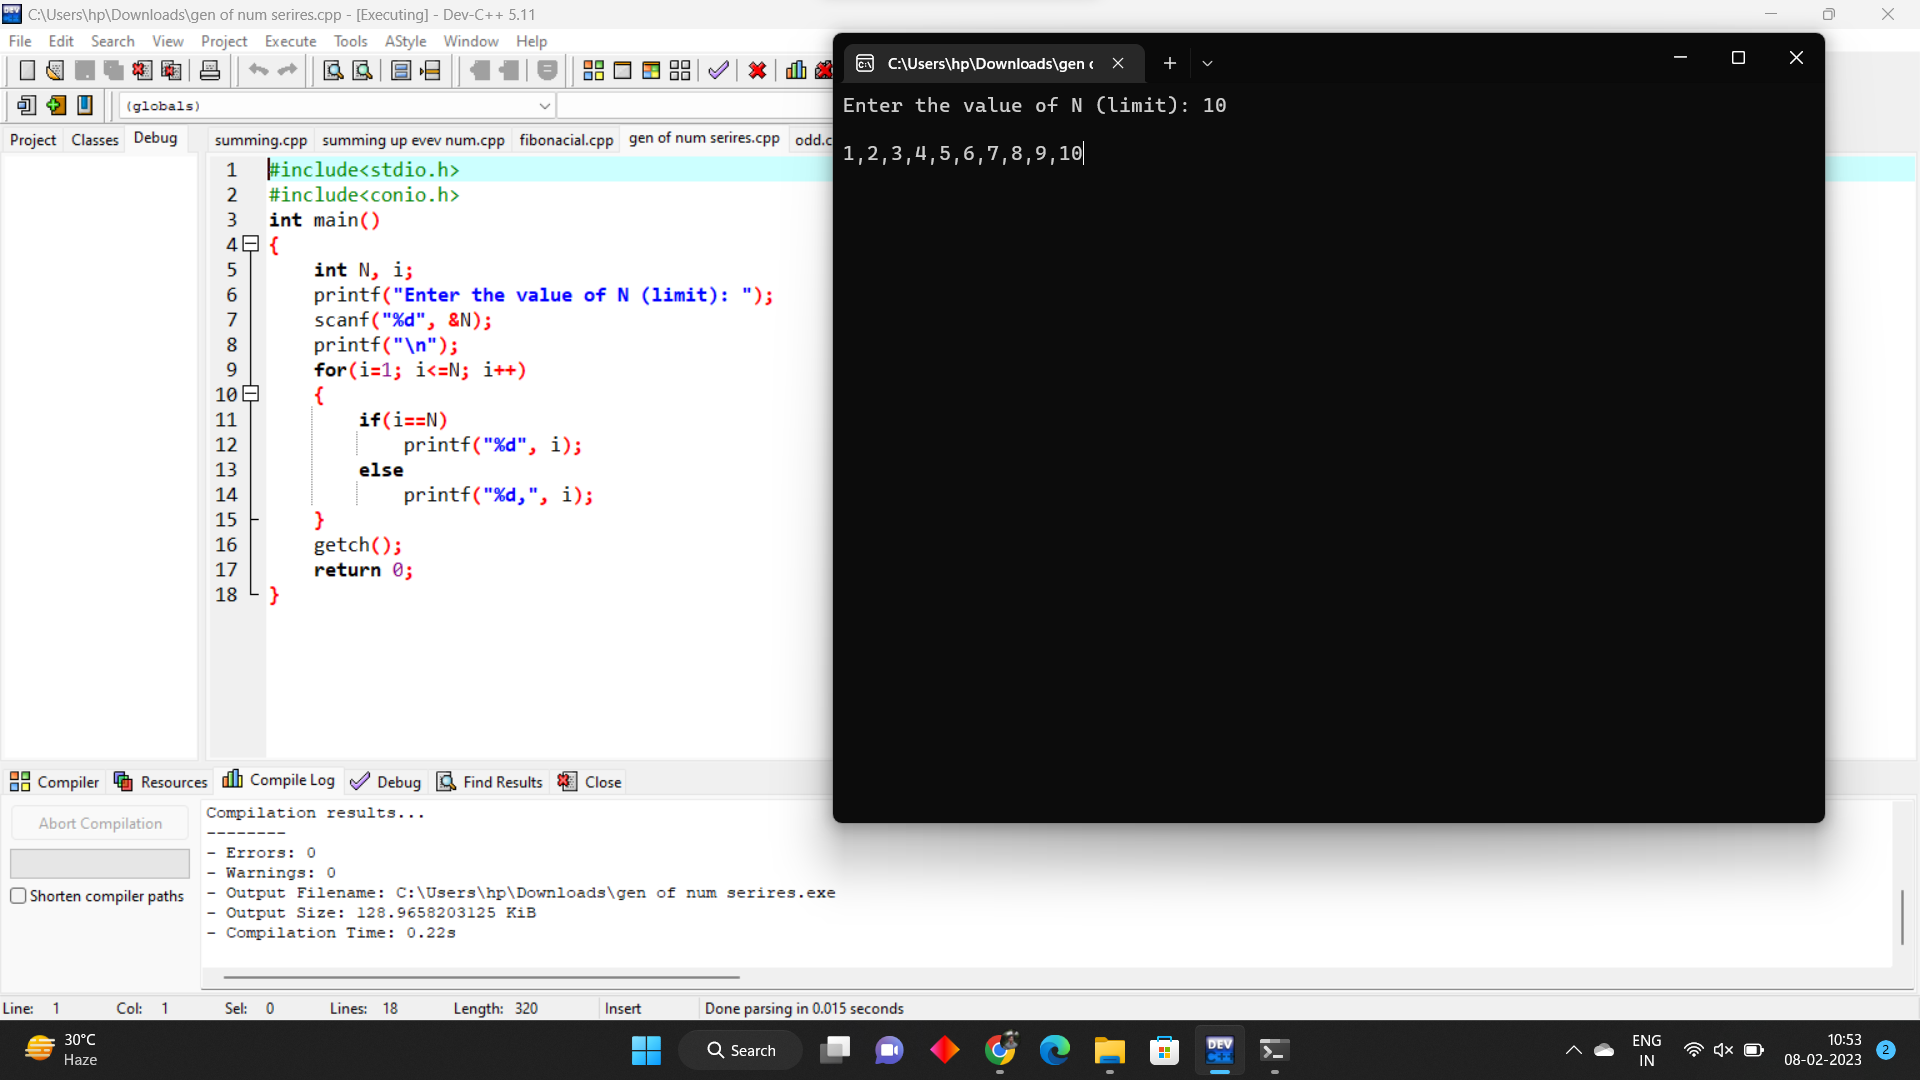 C:\Users\hp\Downloads\gen of num serires.cpp - [Executing] - Dev-C++ 5.11
File Edit Search View Project Execute Tools AStyle Window Help
(globals)
Project Classes Debug
summing.cpp summing up evev num.cpp fibonacial.cpp gen of num serires.cpp odd.c
1 #include<stdio.h>
2 #include<conio.h>
3 int main()
4 {
5 int N, i;
6 printf("Enter the value of N (limit): ");
7 scanf("%d", &N);
8 printf("\n");
9 for(i=1; i<=N; i++)
10 {
11 if(i==N)
12 printf("%d", i);
13 else
14 printf("%d,", i);
15 }
16 getch();
17 return 0;
18 }
C:\Users\hp\Downloads\gen c
Enter the value of N (limit): 10
1,2,3,4,5,6,7,8,9,10
Compiler Resources Compile Log Debug Find Results Close
Abort Compilation
Shorten compiler paths
Compilation results...
--------
- Errors: 0
- Warnings: 0
- Output Filename: C:\Users\hp\Downloads\gen of num serires.exe
- Output Size: 128.9658203125 KiB
- Compilation Time: 0.22s
Line: 1 Col: 1 Sel: 0 Lines: 18 Length: 320 Insert Done parsing in 0.015 seconds
30°C
Haze
Search
DEV
C++
ENG
IN
10:53
08-02-2023
2